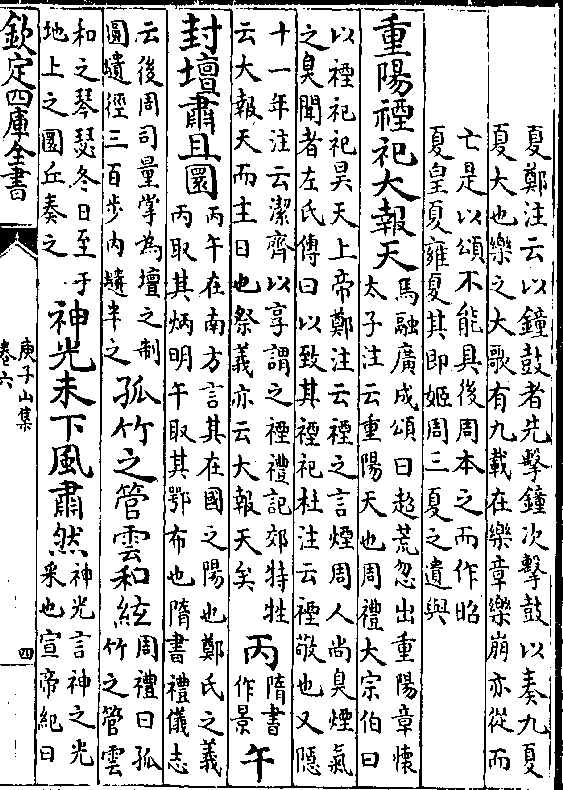 夏鄭注云以鐘鼓者先擊鐘次擊鼓以奏九夏
夏大也樂之大歌有九載在樂章樂崩亦從而
亡是以頌不能具後周本之而作昭
夏皇夏雍夏其即姬周三夏之遺與
重陽禋祀大報天
馬融廣成頌曰超荒忽出重陽章懷
太子注云重陽天也周禮大宗伯曰
以禋祀祀昊天上帝鄭注云禋之言煙周人尚臭煙氣
之臭聞者左氏傳曰以致其禋祀杜注云禋敬也又隠
十一年注云潔齊以享謂之禋禮記郊特牲
云大報天而主日也祭義亦云大報天矣
丙
隋書
作景
午
封壇肅且圜
丙午在南方言其在國之陽也鄭氏之義
丙取其炳明午取其鄂布也隋書禮儀志
云後周司量掌為壇之制
圜壝徑三百步内壝半之
孤竹之管雲和絃
周禮曰孤
竹之管雲
和之琴瑟冬日至于
地上之圜丘奏之
神光未下風肅然
神光言神之光
采也宣帝紀曰
欽定四庫全書
庾子山集
卷六
四